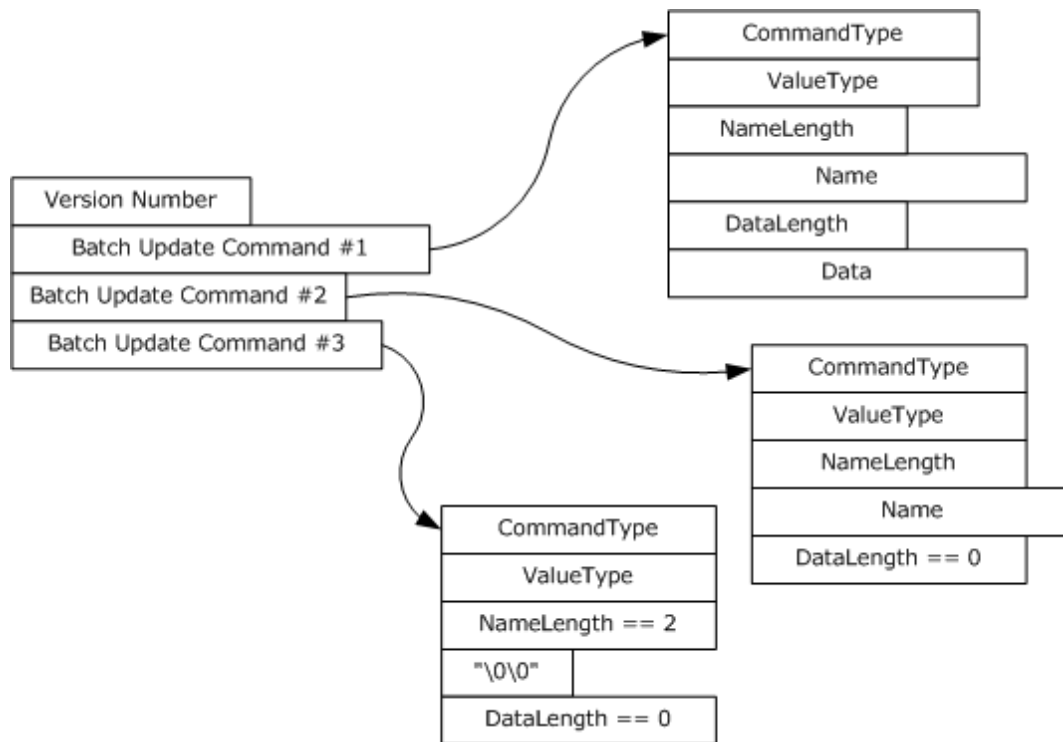 Version Number
Batch Update Command #1
Batch Update Command #2
Batch Update Command #3
CommandType
ValueType
NameLength
Name
DataLength
Data
CommandType
ValueType
NameLength
Name
DataLength == 0
CommandType
ValueType
NameLength == 2
"\0\0"
DataLength == 0